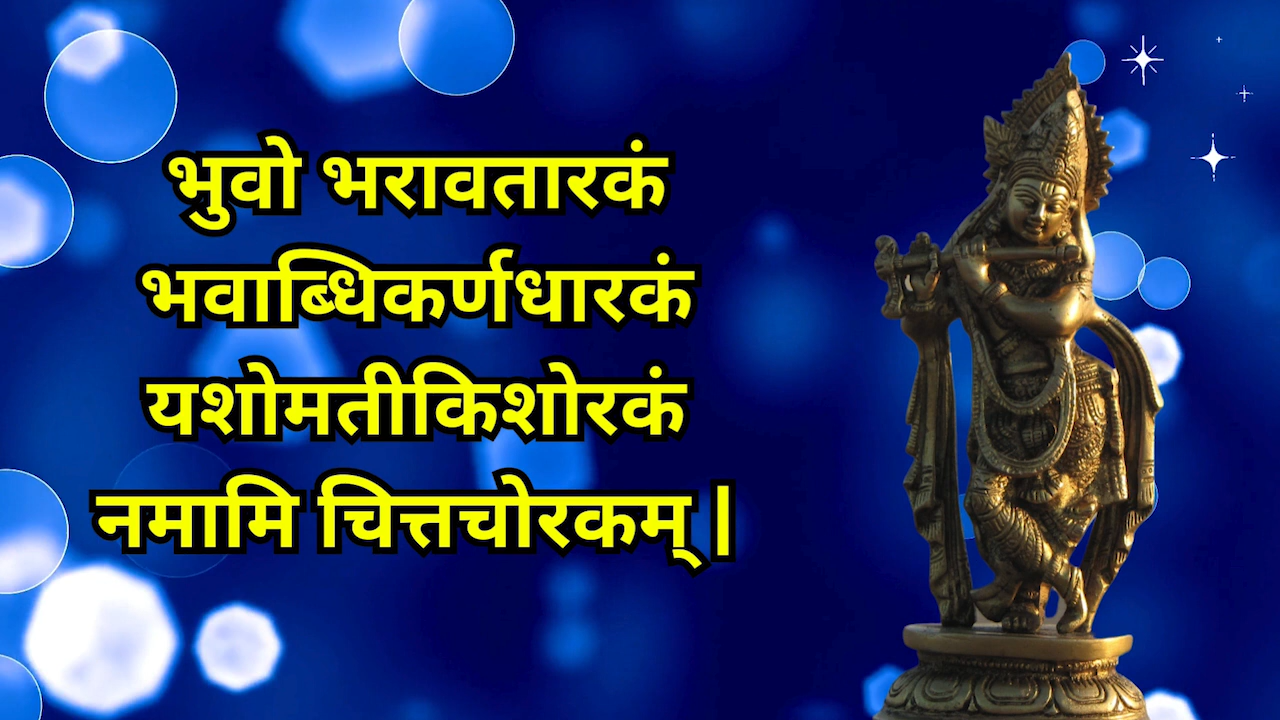 भुवो भरावतारकं
भवाब्धिकर्णधारकं
यशोमतीकिशोरकं
नमामि चित्तचोरकम् |